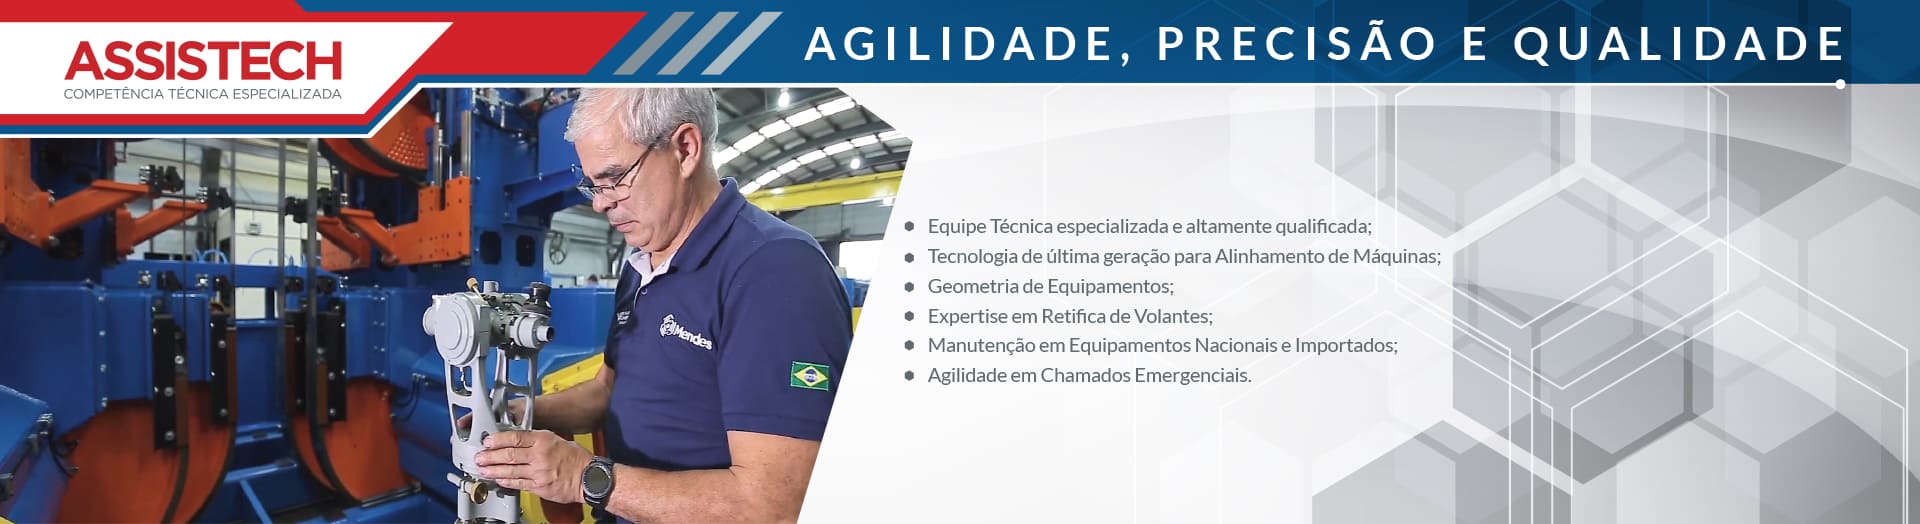 ASSISTECH
COMPETÊNCIA TÉCNICA ESPECIALIZADA
AGILIDADE, PRECISÃO E QUALIDADE
Equipe Técnica especializada e altamente qualificada;
Tecnologia de última geração para Alinhamento de Máquinas;
Geometria de Equipamentos;
Expertise em Retifica de Volantes;
Manutenção em Equipamentos Nacionais e Importados;
Agilidade em Chamados Emergenciais.
Mendes